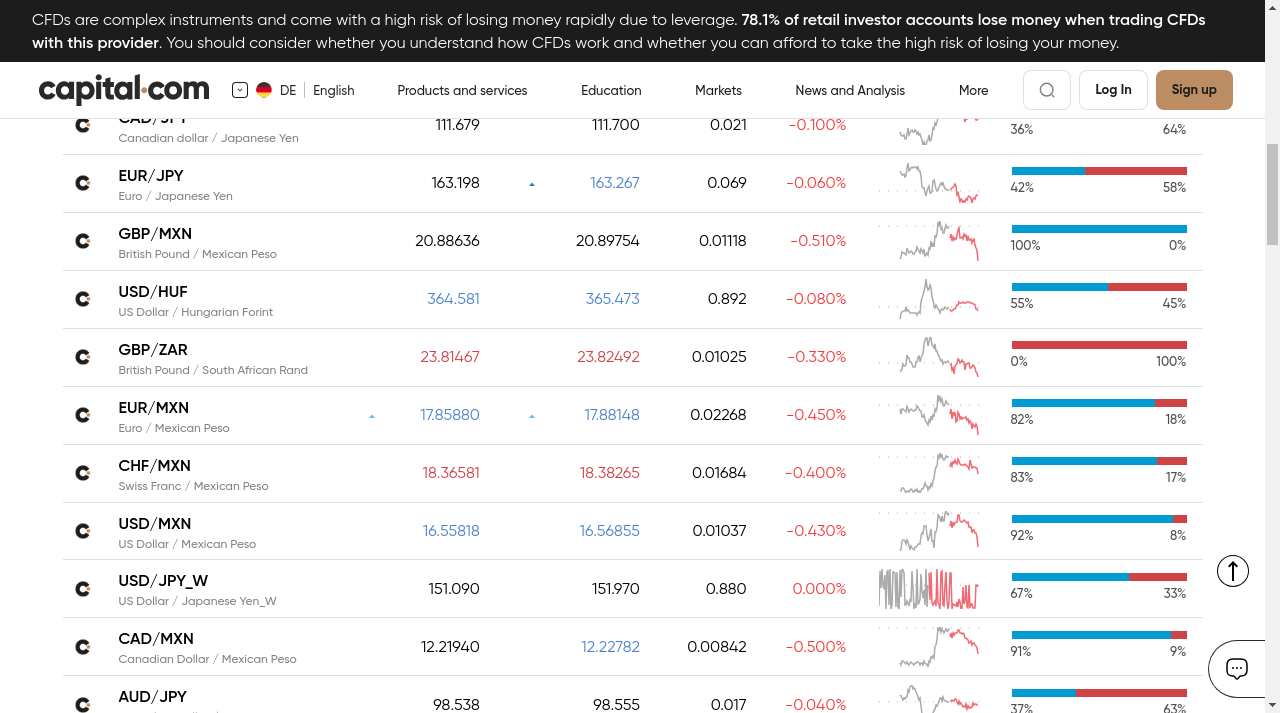 CFDs are complex instruments and come with a high risk of losing money rapidly due to leverage. 78.1% of retail investor accounts lose money when trading CFDs
with this provider. You should consider whether you understand how CFDs work and whether you can afford to take the high risk of losing your money.
capital.com DE English Products and services Education Markets News and Analysis More Log In Sign up
CAD/JPY 111.679 111.700 0.021 -0.100% 36% 64%
Canadian dollar / Japanese Yen
EUR/JPY 163.198 163.267 0.069 -0.060% 42% 58%
Euro / Japanese Yen
GBP/MXN 20.88636 20.89754 0.01118 -0.510% 100% 0%
British Pound / Mexican Peso
USD/HUF 364.581 365.473 0.892 -0.080% 55% 45%
US Dollar / Hungarian Forint
GBP/ZAR 23.81467 23.82492 0.01025 -0.330% 0% 100%
British Pound / South African Rand
EUR/MXN 17.85880 17.88148 0.02268 -0.450% 82% 18%
Euro / Mexican Peso
CHF/MXN 18.36581 18.38265 0.01684 -0.400% 83% 17%
Swiss Franc / Mexican Peso
USD/MXN 16.55818 16.56855 0.01037 -0.430% 92% 8%
US Dollar / Mexican Peso
USD/JPY_W 151.090 151.970 0.880 0.000% 67% 33%
US Dollar / Japanese Yen_W
CAD/MXN 12.21940 12.22782 0.00842 -0.500% 91% 9%
Canadian Dollar / Mexican Peso
AUD/JPY 98.538 98.555 0.017 -0.040% 37% 63%